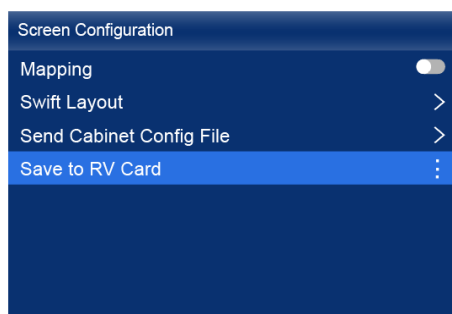 Screen Configuration
Mapping
Swift Layout
Send Cabinet Config File
Save to RV Card